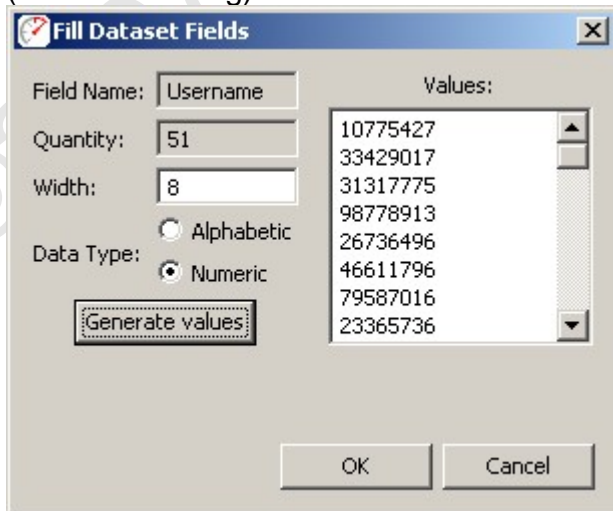 Fill Dataset Fields
Field Name: Username
Quantity: 51
Width: 8
Data Type:
Alphabetic
Numeric
Generate values
Values:
10775427
33429017
31317775
98778913
26736496
46611796
79587016
23365736
OK Cancel